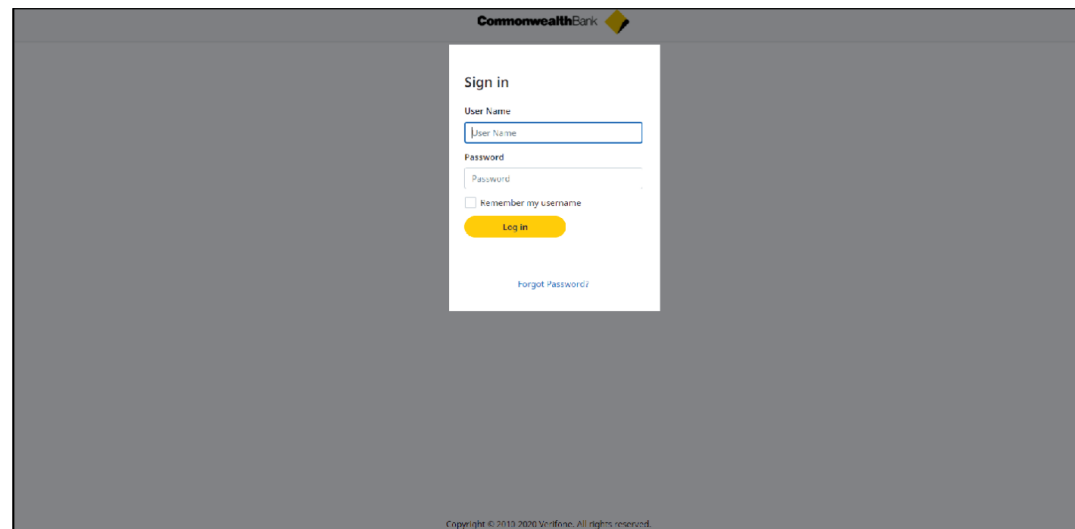 CommonwealthBank
Sign in
User Name
User Name
Password
Password
Remember my username
Log in
Forgot Password?
Copyright © 2010-2020 Verifone. All rights reserved.